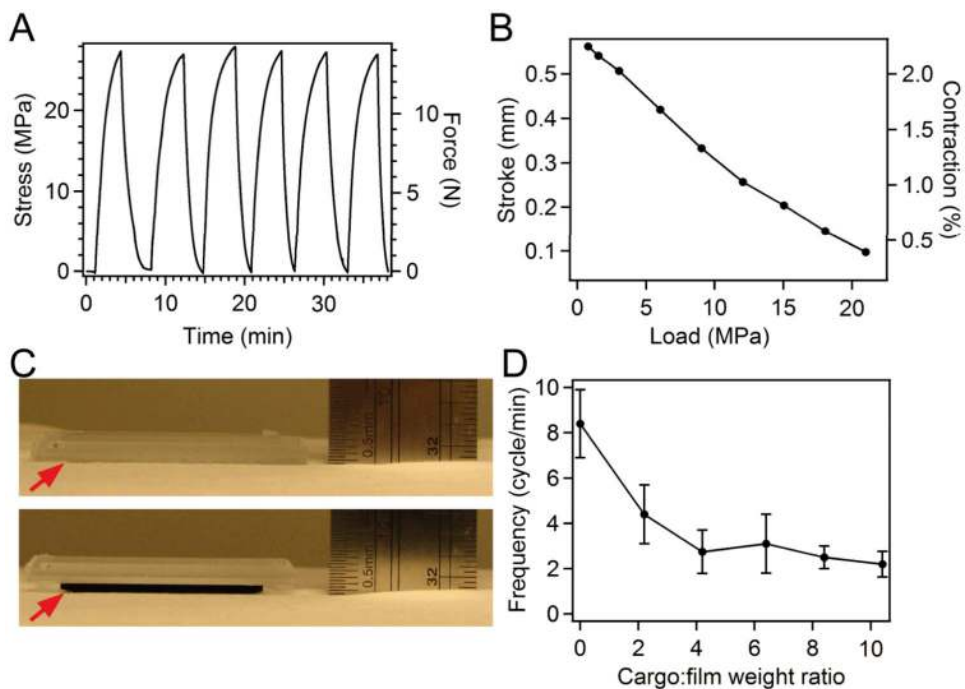 A
Stress (MPa)
20
10
0
Force (N)
10
5
0
0
10
20
30
Time (min)
B
Stroke (mm)
0.5
0.4
0.3
0.2
0.1
Contraction (%)
2.0
1.5
1.0
0.5
0
5
10
15
20
Load (MPa)
C
0.5mm
32
0.5mm
32
D
Frequency (cycle/min)
10
8
6
4
2
0
0
2
4
6
8
10
Cargo:film weight ratio